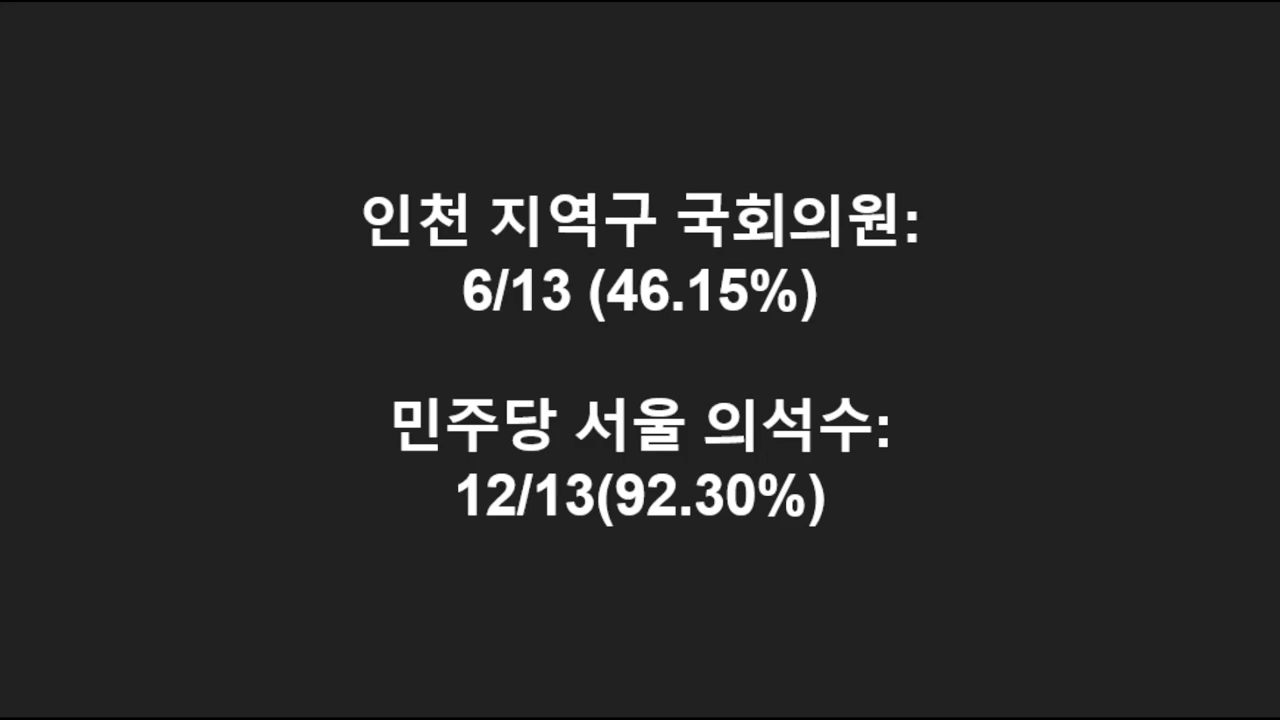 인천 지역구 국회의원:
6/13 (46.15%)
민주당 서울 의석수:
12/13(92.30%)